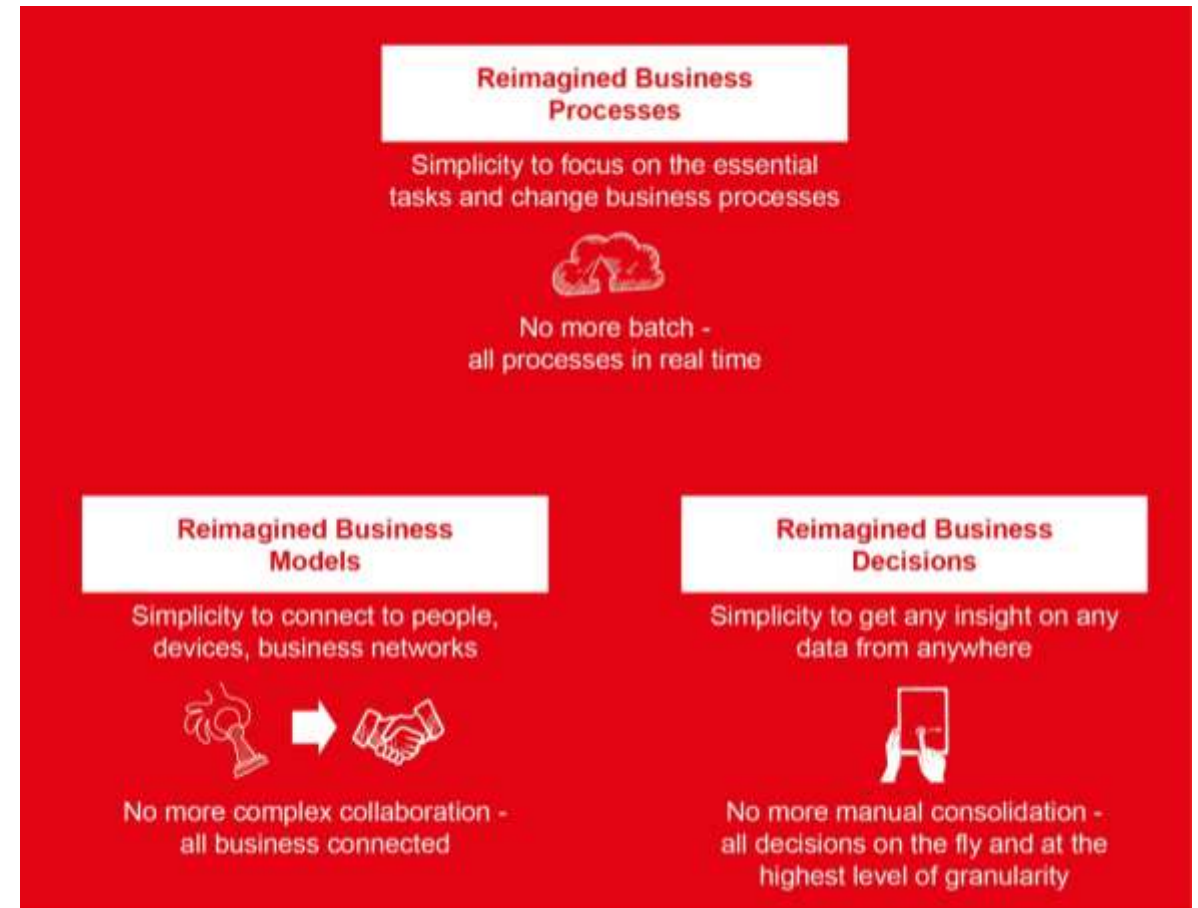 Reimagined Business
Processes
Simplicity to focus on the essential
tasks and change business processes
No more batch -
all processes in real time
Reimagined Business
Models
Simplicity to connect to people,
devices, business networks
No more complex collaboration -
all business connected
Reimagined Business
Decisions
Simplicity to get any insight on any
data from anywhere
No more manual consolidation -
all decisions on the fly and at the
highest level of granularity